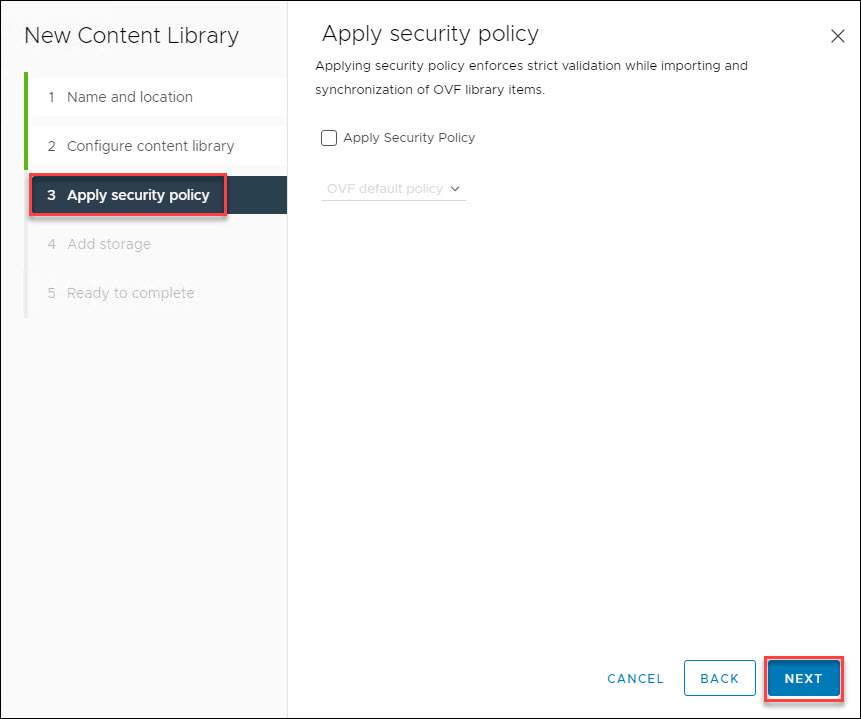 New Content Library
1 Name and location
2 Configure content library
3 Apply security policy
4 Add storage
5 Ready to complete
Apply security policy
Applying security policy enforces strict validation while importing and
synchronization of OVF library items.
Apply Security Policy
OVF default policy
CANCEL
BACK
NEXT